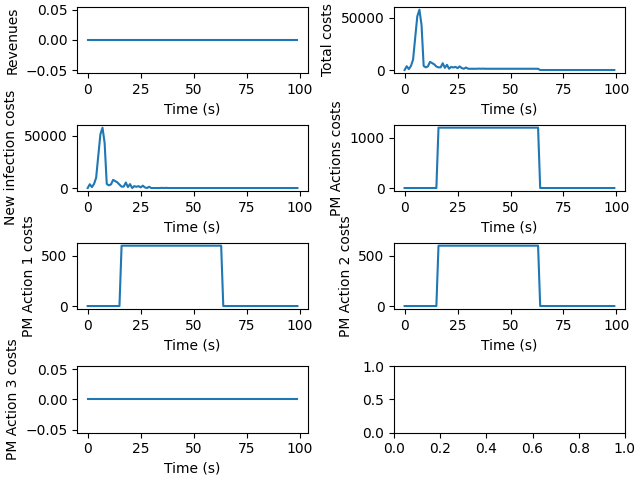 Revenues
0.05
0.00
−0.05
0 25 50 75 100
Time (s)
Total costs
50000
0
0 25 50 75 100
Time (s)
New infection costs
50000
0
0 25 50 75 100
Time (s)
PM Actions costs
1000
0
0 25 50 75 100
Time (s)
PM Action 1 costs
500
0
0 25 50 75 100
Time (s)
PM Action 2 costs
500
0
0 25 50 75 100
Time (s)
PM Action 3 costs
0.05
0.00
−0.05
0 25 50 75 100
Time (s)
1.0
0.5
0.0
0.0 0.2 0.4 0.6 0.8 1.0